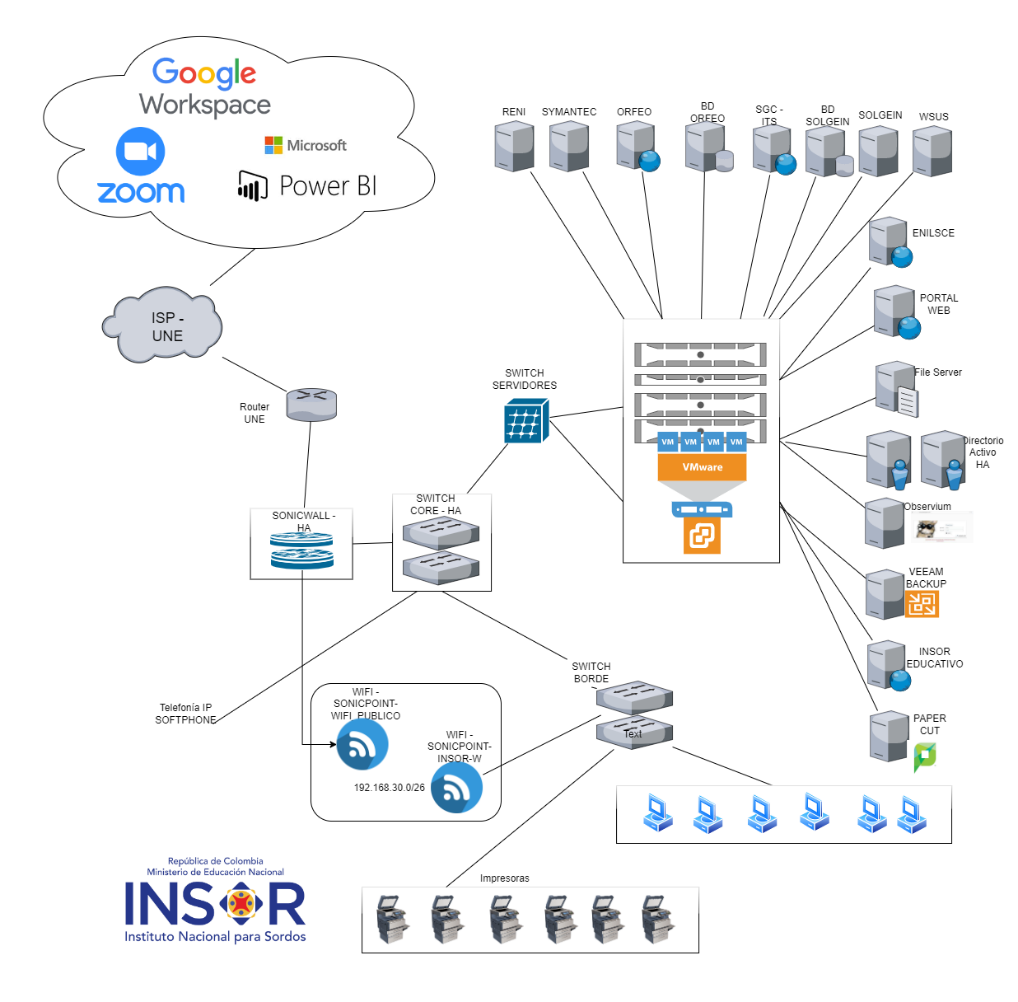 Google
Workspace
zoom
Microsoft
Power BI
ISP -
UNE
Router
UNE
SONICWALL -
HA
SWITCH
CORE - HA
SWITCH
SERVIDORES
RENI
SYMANTEC
ORFEO
BD
ORFEO
SGC -
ITS
BD
SOLGEIN
SOLGEIN
WSUS
ENILSCE
PORTAL
WEB
File Server
Directorio
Activo
HA
Observium
VEEAM
BACKUP
INSOR
EDUCATIVO
PAPER
CUT
VM VM VM VM
VMware
Telefonía IP
SOFTPHONE
WIFI -
SONICPOINT-
WIFI_PUBLICO
WIFI -
SONICPOINT-
INSOR-W
192.168.30.0/26
SWITCH
BORDE
Text
Impresoras
República de Colombia
Ministerio de Educación Nacional
INSOR
Instituto Nacional para Sordos